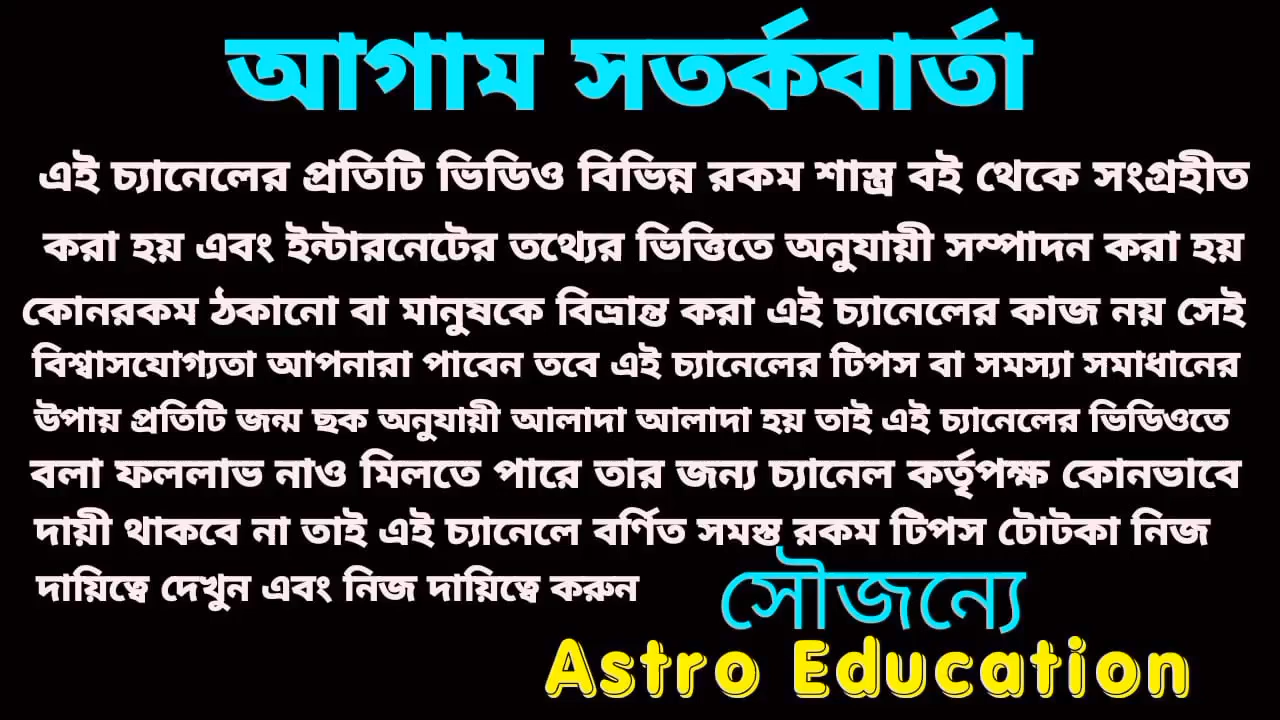 আগাম সতর্কবার্তা
এই চ্যানেলের প্রতিটি ভিডিও বিভিন্ন রকম শাস্ত্র বই থেকে সংগ্রহীত
করা হয় এবং ইন্টারনেটের তথ্যের ভিত্তিতে অনুযায়ী সম্পাদন করা হয়
কোনরকম ঠকানো বা মানুষকে বিভ্রান্ত করা এই চ্যানেলের কাজ নয় সেই
বিশ্বাসযোগ্যতা আপনারা পাবেন তবে এই চ্যানেলের টিপস বা সমস্যা সমাধানের
উপায় প্রতিটি জন্ম ছক অনুযায়ী আলাদা আলাদা হয় তাই এই চ্যানেলের ভিডিওতে
বলা ফললাভ নাও মিলতে পারে তার জন্য চ্যানেল কর্তৃপক্ষ কোনভাবে
দায়ী থাকবে না তাই এই চ্যানেলে বর্ণিত সমস্ত রকম টিপস টোটকা নিজ
দায়িত্বে দেখুন এবং নিজ দায়িত্বে করুন
সৌজন্যে
Astro Education